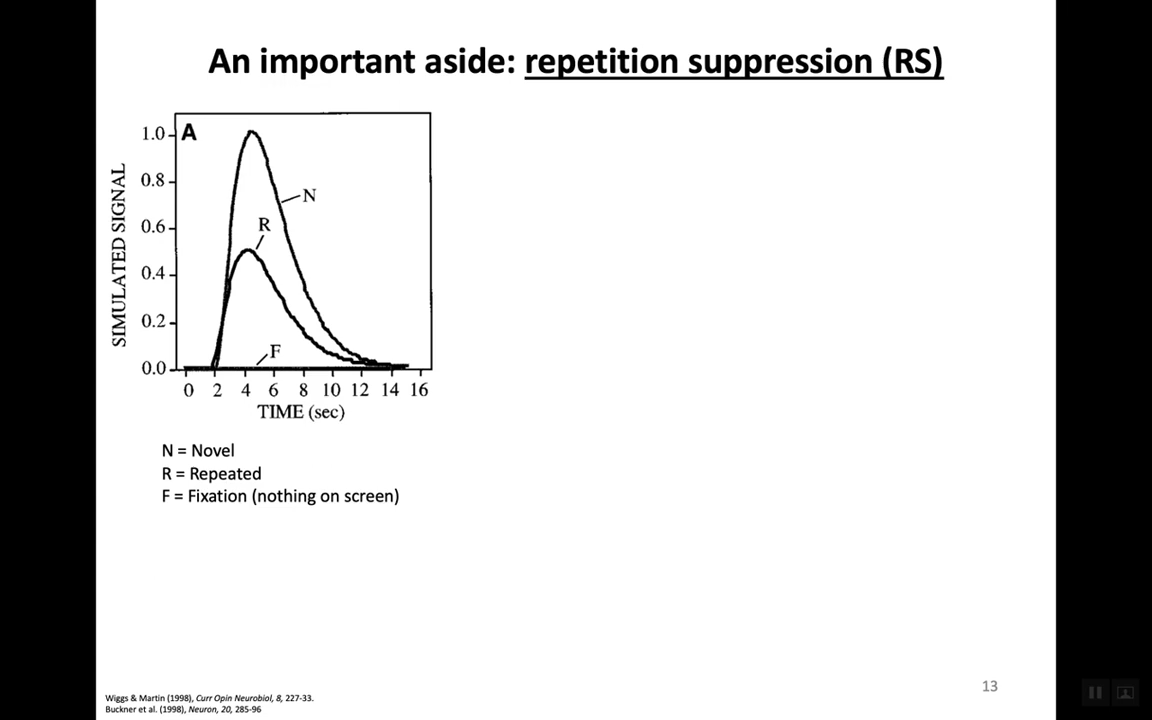 An important aside: repetition suppression (RS)
A
1.0
0.8
0.6
0.4
0.2
0.0
SIMULATED SIGNAL
N
R
F
0 2 4 6 8 10 12 14 16
TIME (sec)
N = Novel
R = Repeated
F = Fixation (nothing on screen)
Wiggs & Martin (1998), Curr Opin Neurobiol, 8, 227-33.
Buckner et al. (1998), Neuron, 20, 285-96
13